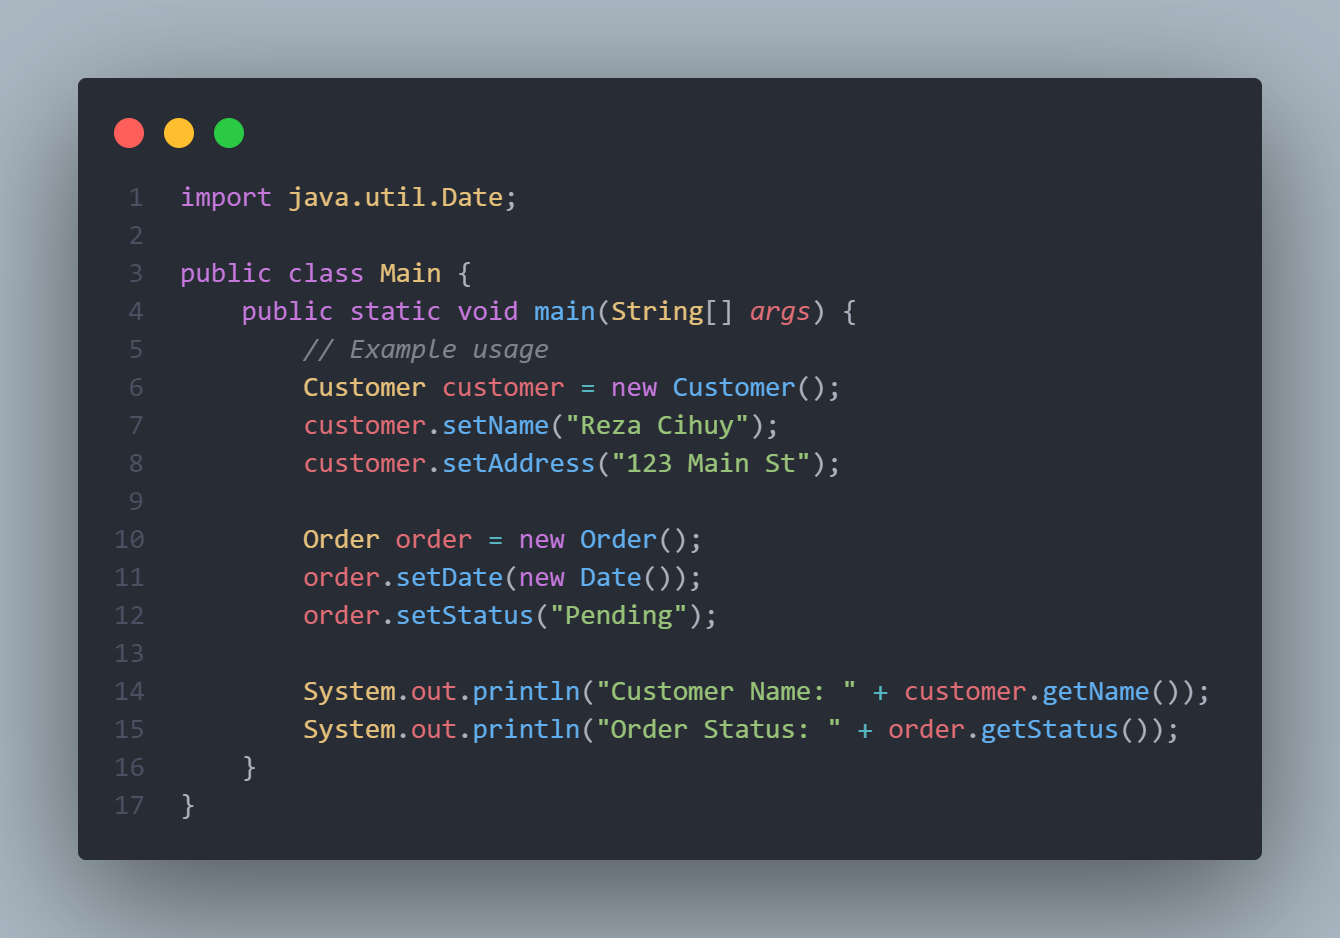 1 import java.util.Date;
2
3 public class Main {
4     public static void main(String[] args) {
5         // Example usage
6         Customer customer = new Customer();
7         customer.setName("Reza Cihuy");
8         customer.setAddress("123 Main St");
9
10         Order order = new Order();
11         order.setDate(new Date());
12         order.setStatus("Pending");
13
14         System.out.println("Customer Name: " + customer.getName());
15         System.out.println("Order Status: " + order.getStatus());
16     }
17 }